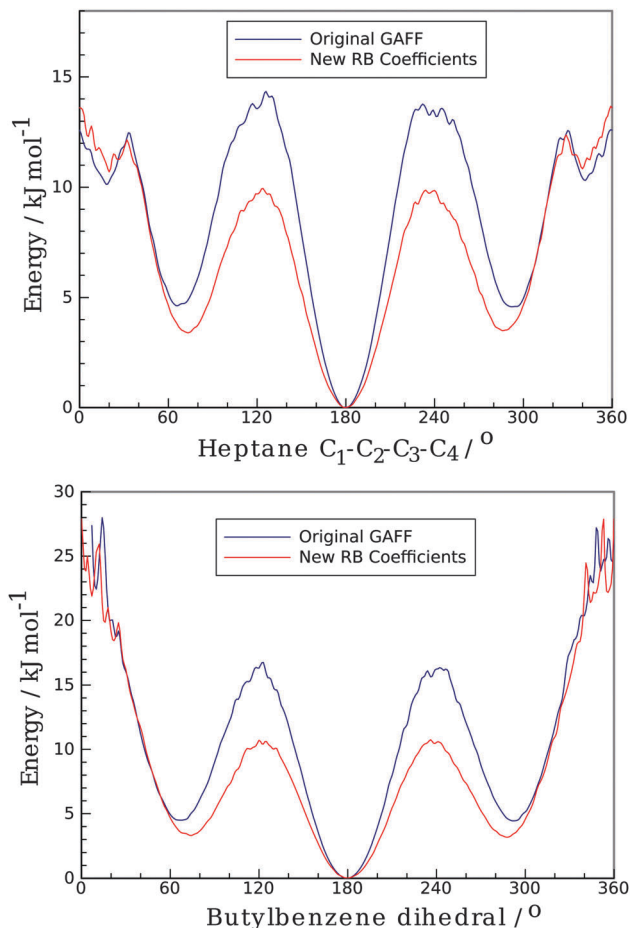 Original GAFF
New RB Coefficients
Energy / kJ mol⁻¹
15
10
5
0
0 60 120 180 240 300 360
Heptane C₁-C₂-C₃-C₄ / °
Original GAFF
New RB Coefficients
Energy / kJ mol⁻¹
30
25
20
15
10
5
0
0 60 120 180 240 300 360
Butylbenzene dihedral / °